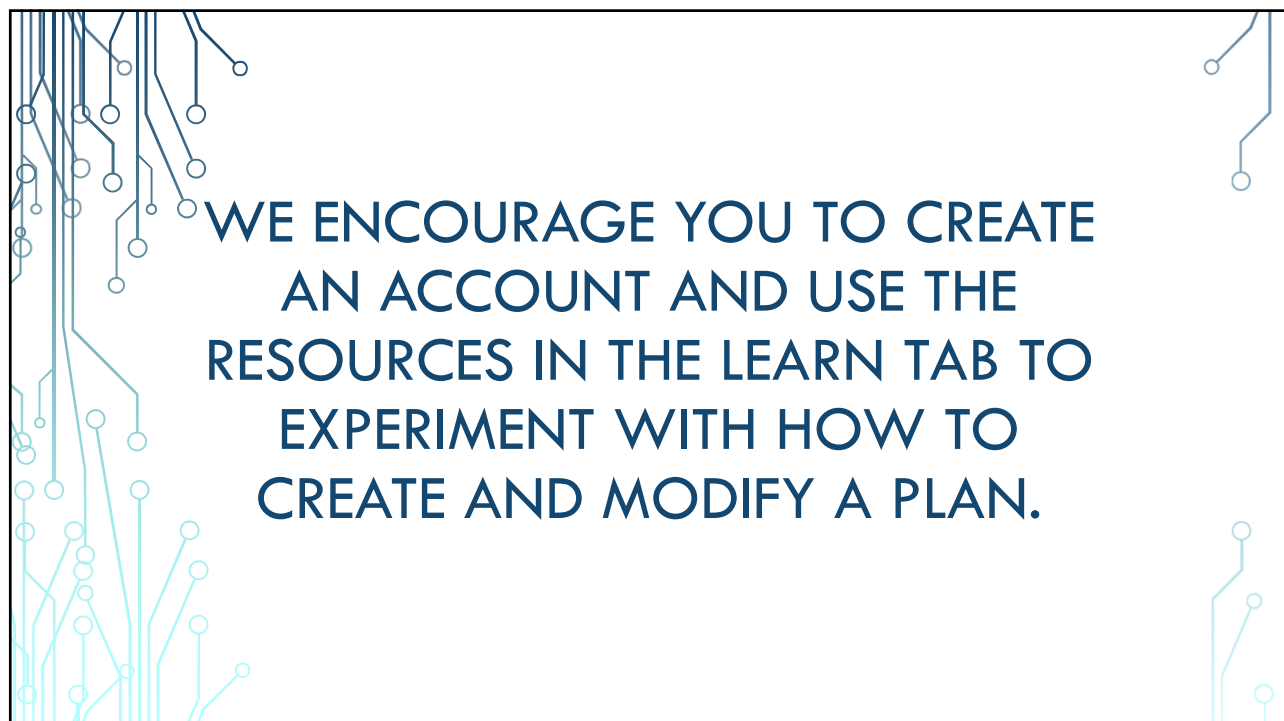 WE ENCOURAGE YOU TO CREATE
AN ACCOUNT AND USE THE
RESOURCES IN THE LEARN TAB TO
EXPERIMENT WITH HOW TO
CREATE AND MODIFY A PLAN.